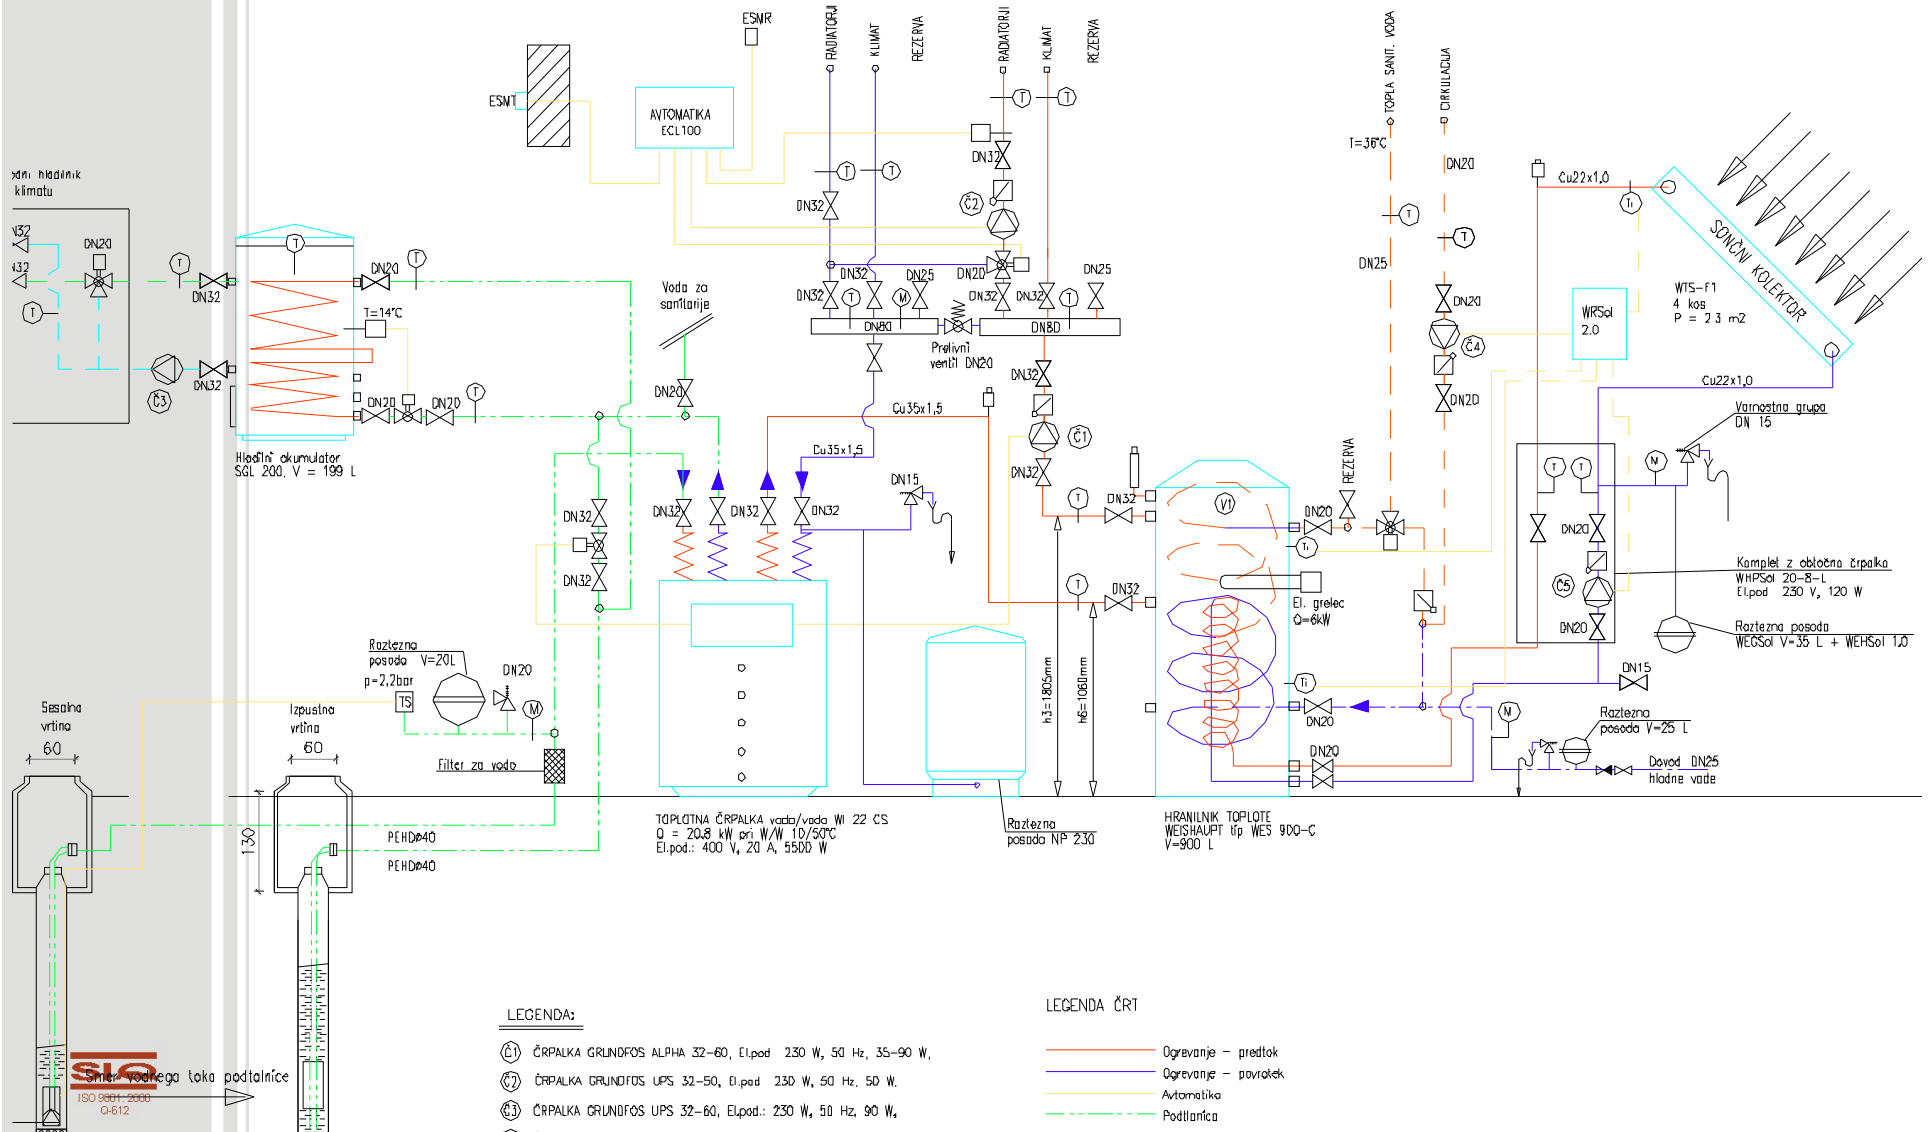 ESMR
ESMT
AVTOMATIKA
ECL100
RADIATORJI
KLIMAT
REZERVA
RADIATORJI
KLIMAT
REZERVA
TOPLA SANIT. VODA
CIRKULACIJA
T
T
T
T
DN32
Č2
DN32
T=36°C
DN20
T
T
DN25
Cu22x1,0
Ti
SONČNI KOLEKTOR
WTS-F1
4 kos
P = 2.3 m2
WRSol
2.0
hladilnik
klimatu
DN20
T
T
DN32
DN32
Č3
T
DN20
T
T=14°C
DN20
DN20
T
Hladilni akumulator
SGL 200, V = 199 L
Voda za
sanitarije
DN20
DN32
DN25
DN20
DN25
DN32
T
M
DN32
DN32
T
DN80
DN80
Prelivni
ventil DN20
DN20
Č4
DN20
Cu22x1,0
Varnostna grupa
DN 15
DN32
Č1
DN32
Cu35x1,5
Cu35x1,5
DN15
DN32
DN32
DN32
DN32
DN32
T
DN32
T
DN32
V1
DN20
REZERVA
Ti
El. grelec
Q=6kW
Ti
DN20
DN20
h3=1805mm
h6=1060mm
T
T
M
DN20
Č5
DN20
Komplet z obtočno črpalko
WHPSol 20-8-L
El.pod 230 V, 120 W
Raztezna posoda
WEGSol V=35 L + WEHSol 1.0
DN15
M
Raztezna
posoda V=25 L
Dovod DN25
hladne vode
Raztezna
posoda V=20L
p=2,2bar
TS
DN20
M
Filter za vodo
Sesalna
vrtina
60
Izpustna
vrtina
60
130
PEHDø40
PEHDø40
TOPLOTNA ČRPALKA voda/voda WI 22 CS
Q = 20.8 kW pri W/W 10/50°C
El.pod.: 400 V, 20 A, 5500 W
Raztezna
posoda NP 230
HRANILNIK TOPLOTE
WEISHAUPT tip WES 900-C
V=900 L
Smer vodnega toka podtalnice
SIQ
ISO 9001: 2000
Q-612
LEGENDA:
Č1 ČRPALKA GRUNDFOS ALPHA 32-60, El.pod 230 W, 50 Hz, 35-90 W,
Č2 ČRPALKA GRUNDFOS UPS 32-50, El.pod 230 W, 50 Hz, 50 W,
Č3 ČRPALKA GRUNDFOS UPS 32-60, El.pod.: 230 W, 50 Hz, 90 W,
LEGENDA ČRT
Ogrevanje - predtok
Ogrevanje - povratek
Avtomatika
Podtlanica